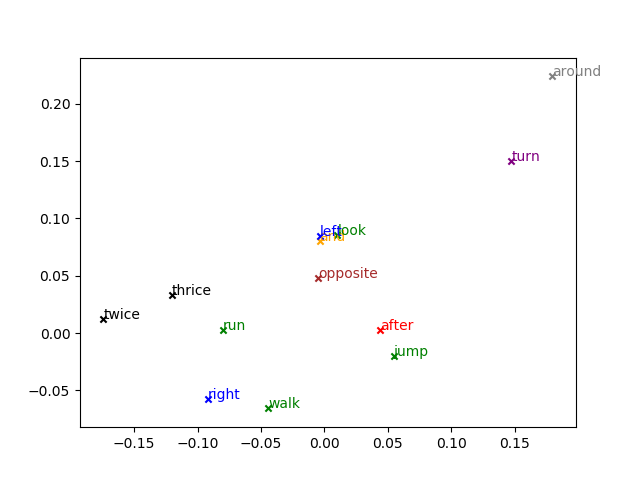 around
0.20
turn
0.15
0.10
left
look
and
0.05
opposite
thrice
twice
run
after
0.00
jump
−0.05
right
walk
−0.15
−0.10
−0.05
0.00
0.05
0.10
0.15